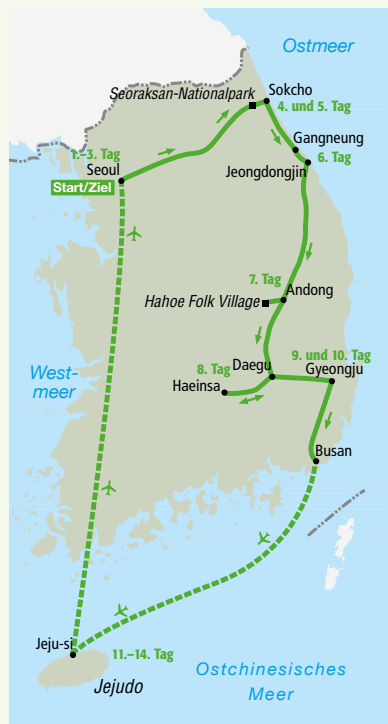 Ostmeer
Seoraksan-Nationalpark
Sokcho
4. und 5. Tag
Gangneung
1.–3. Tag
Seoul
Start/Ziel
6. Tag
Jeongdongjin
7. Tag
Andong
Hahoe Folk Village
9. und 10. Tag
Daegu
8. Tag
Gyeongju
West-
meer
Haeinsa
Busan
Jeju-si
11.–14. Tag
Jejudo
Ostchinesisches
Meer